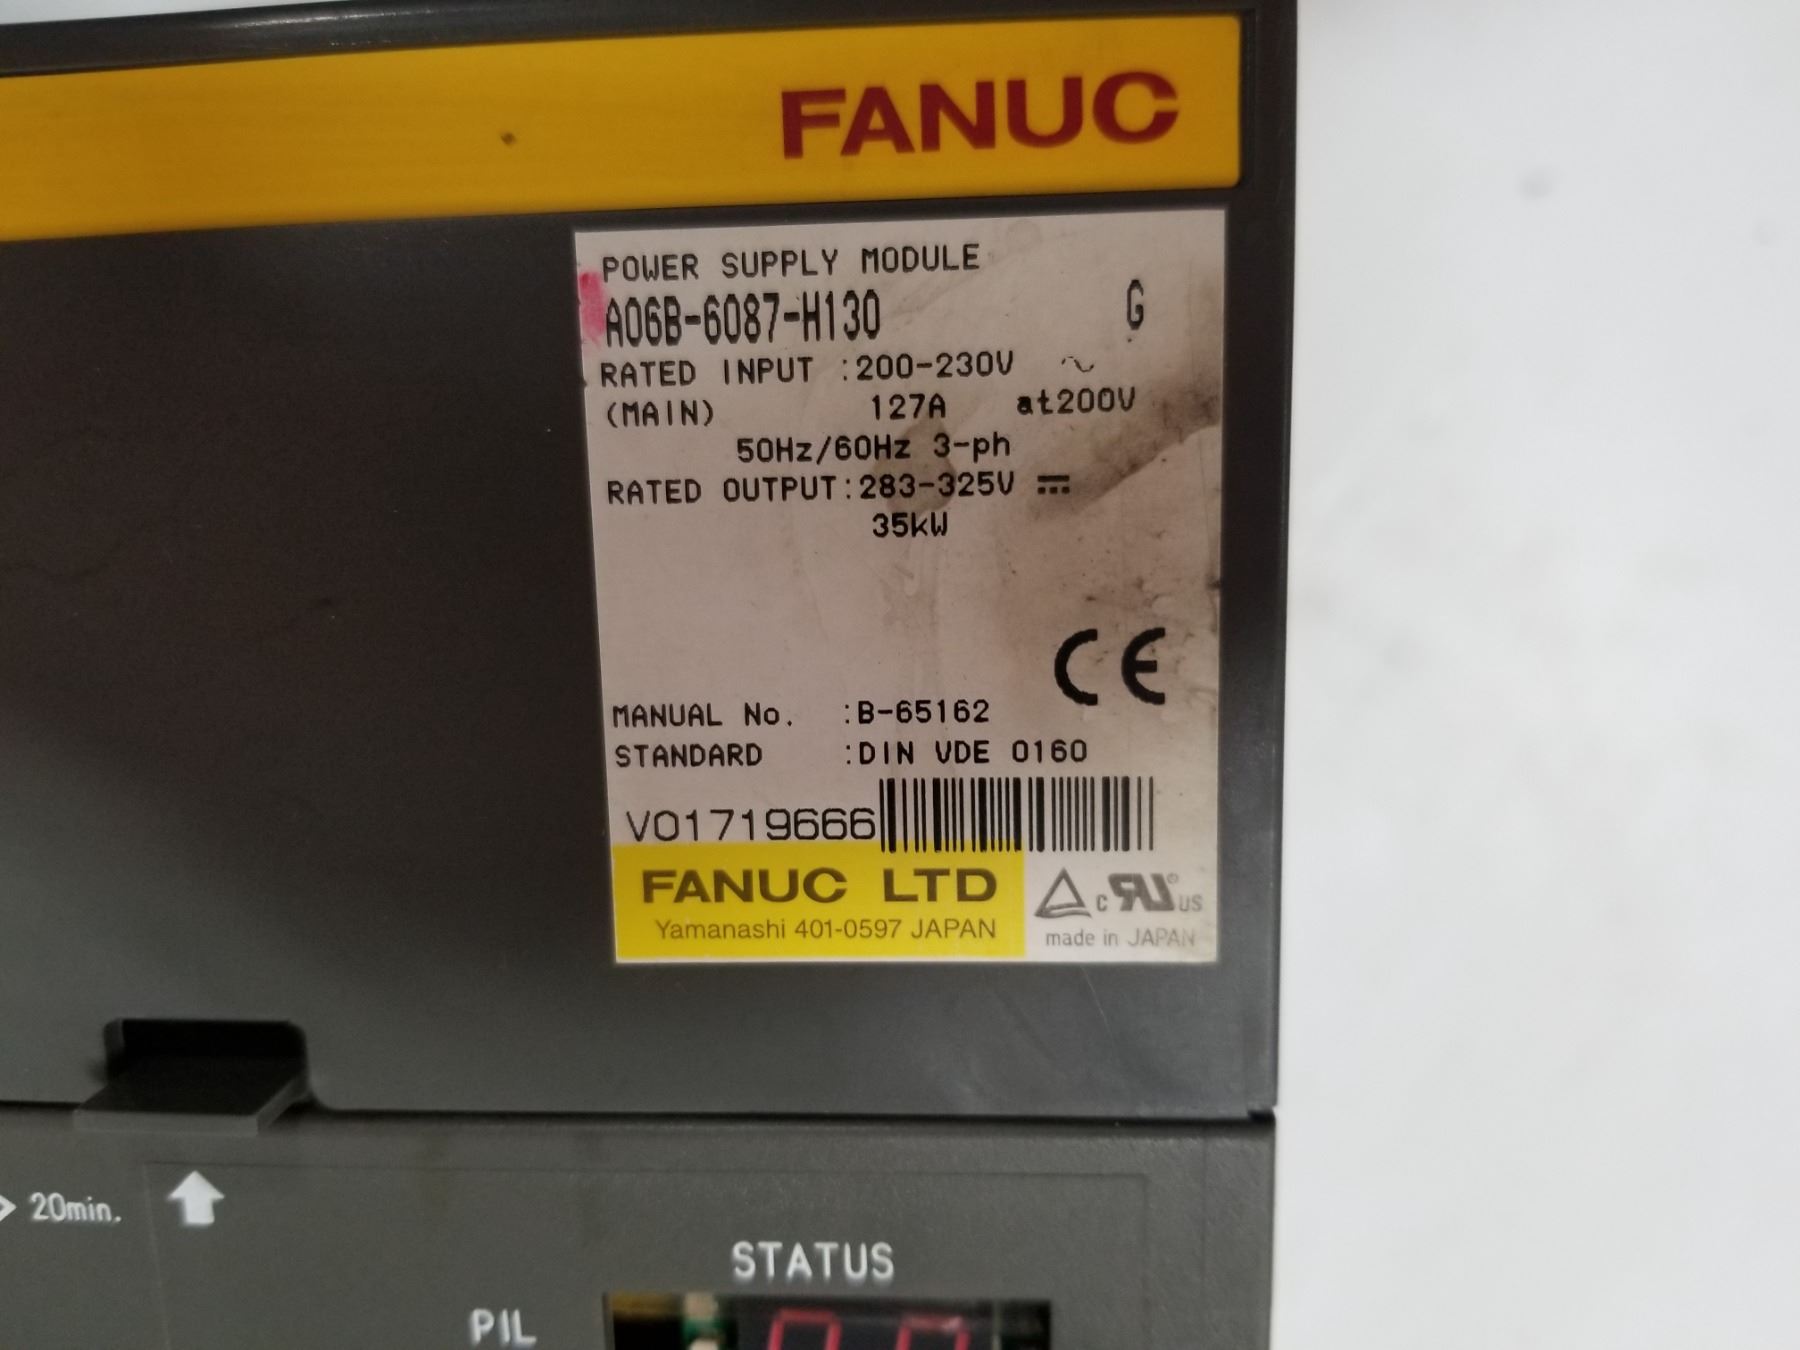 FANUC
POWER SUPPLY MODULE
A06B-6087-H130 G
RATED INPUT :200-230V ~
(MAIN) 127A at200V
50Hz/60Hz 3-ph
RATED OUTPUT:283-325V ⎓
35kW
CE
MANUAL No. :B-65162
STANDARD :DIN VDE 0160
V01719666
FANUC LTD
Yamanashi 401-0597 JAPAN
c RU ® US
made in JAPAN
20min.
STATUS
PIL